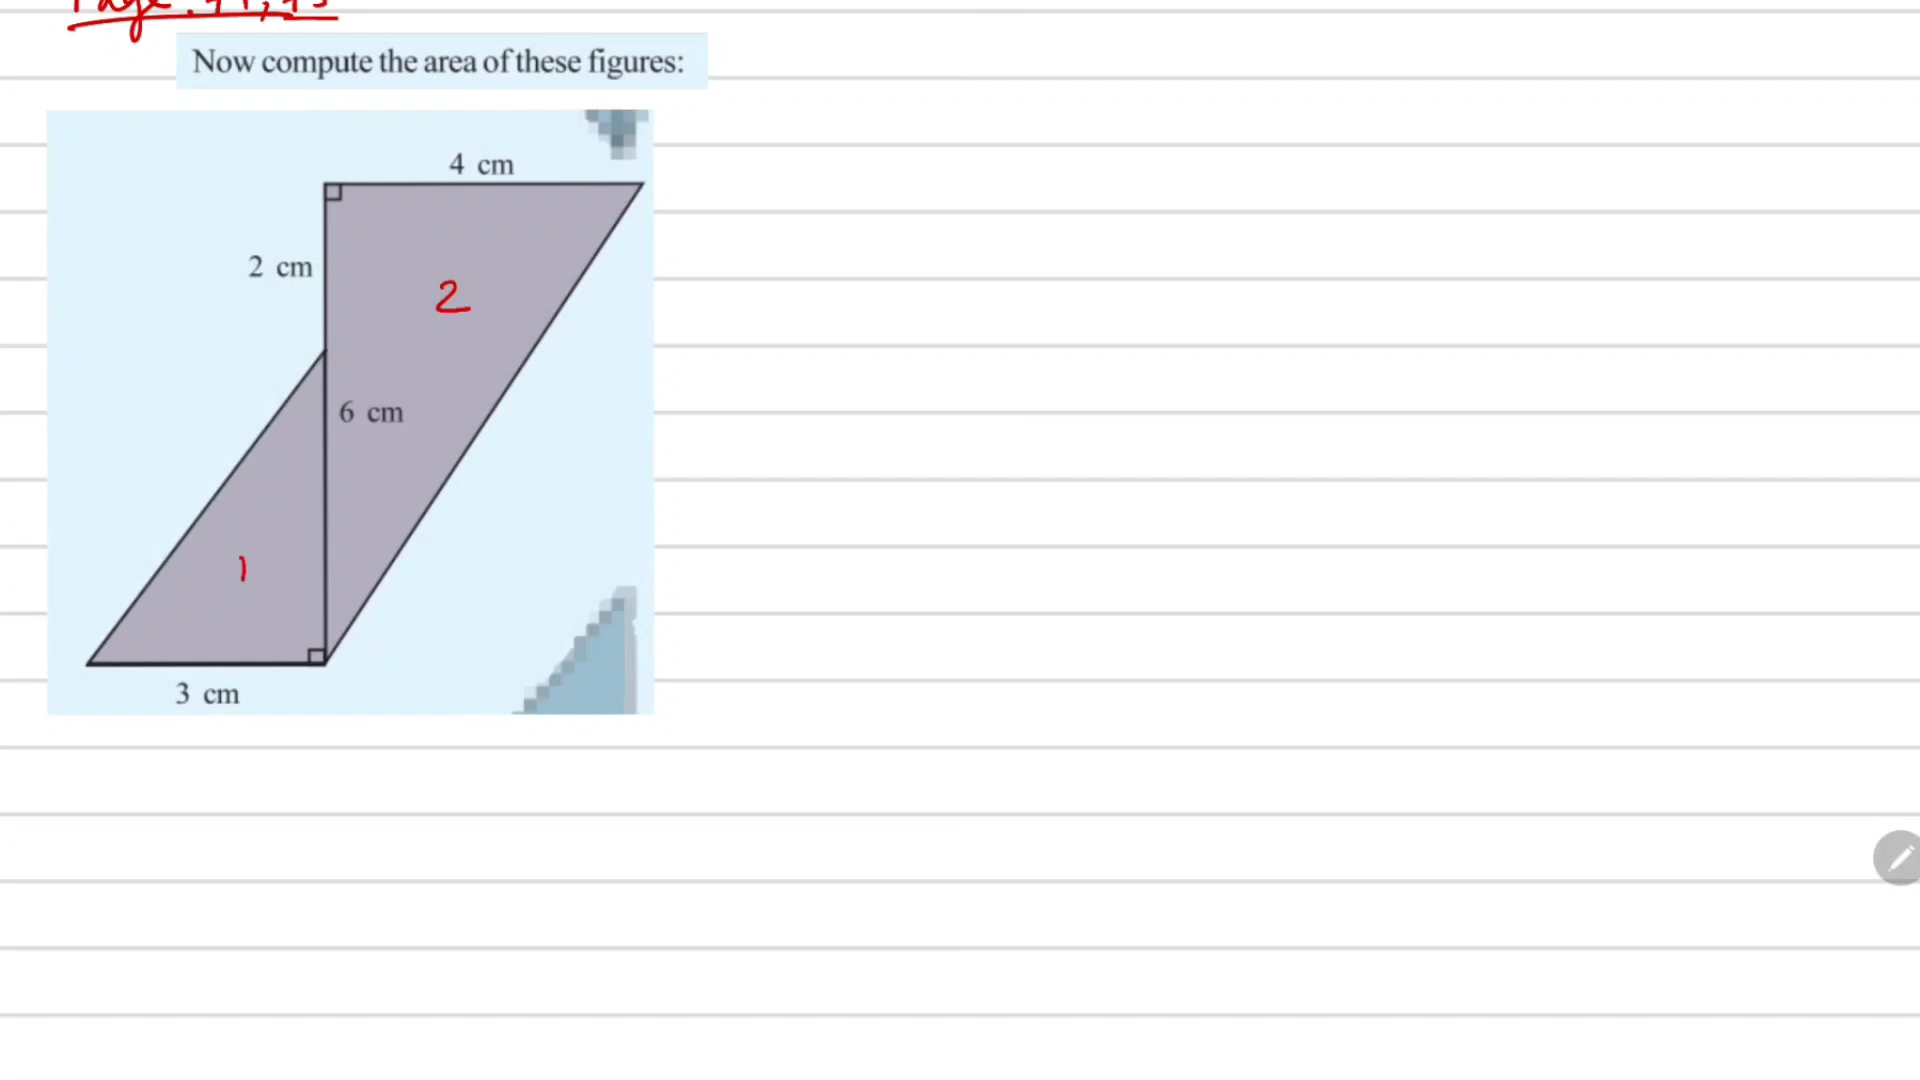 Now compute the area of these figures:
4 cm
2 cm
2
6 cm
1
3 cm